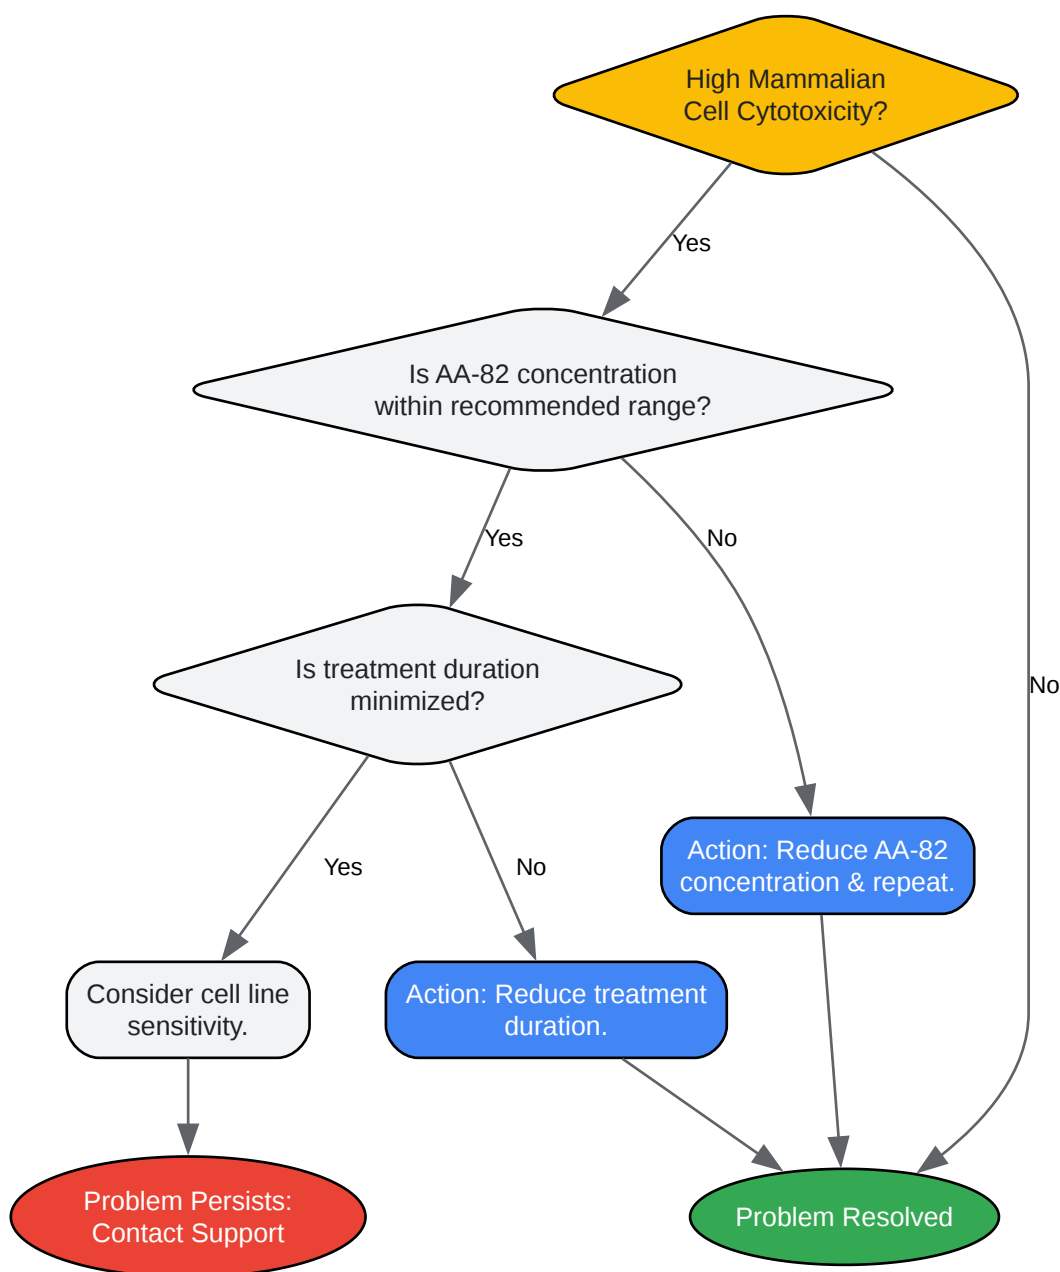 High Mammalian
Cell Cytotoxicity?
Yes
Is AA-82 concentration
within recommended range?
Yes
No
Is treatment duration
minimized?
No
Yes
No
Action: Reduce AA-82
concentration & repeat.
Consider cell line
sensitivity.
Action: Reduce treatment
duration.
Problem Persists:
Contact Support
Problem Resolved